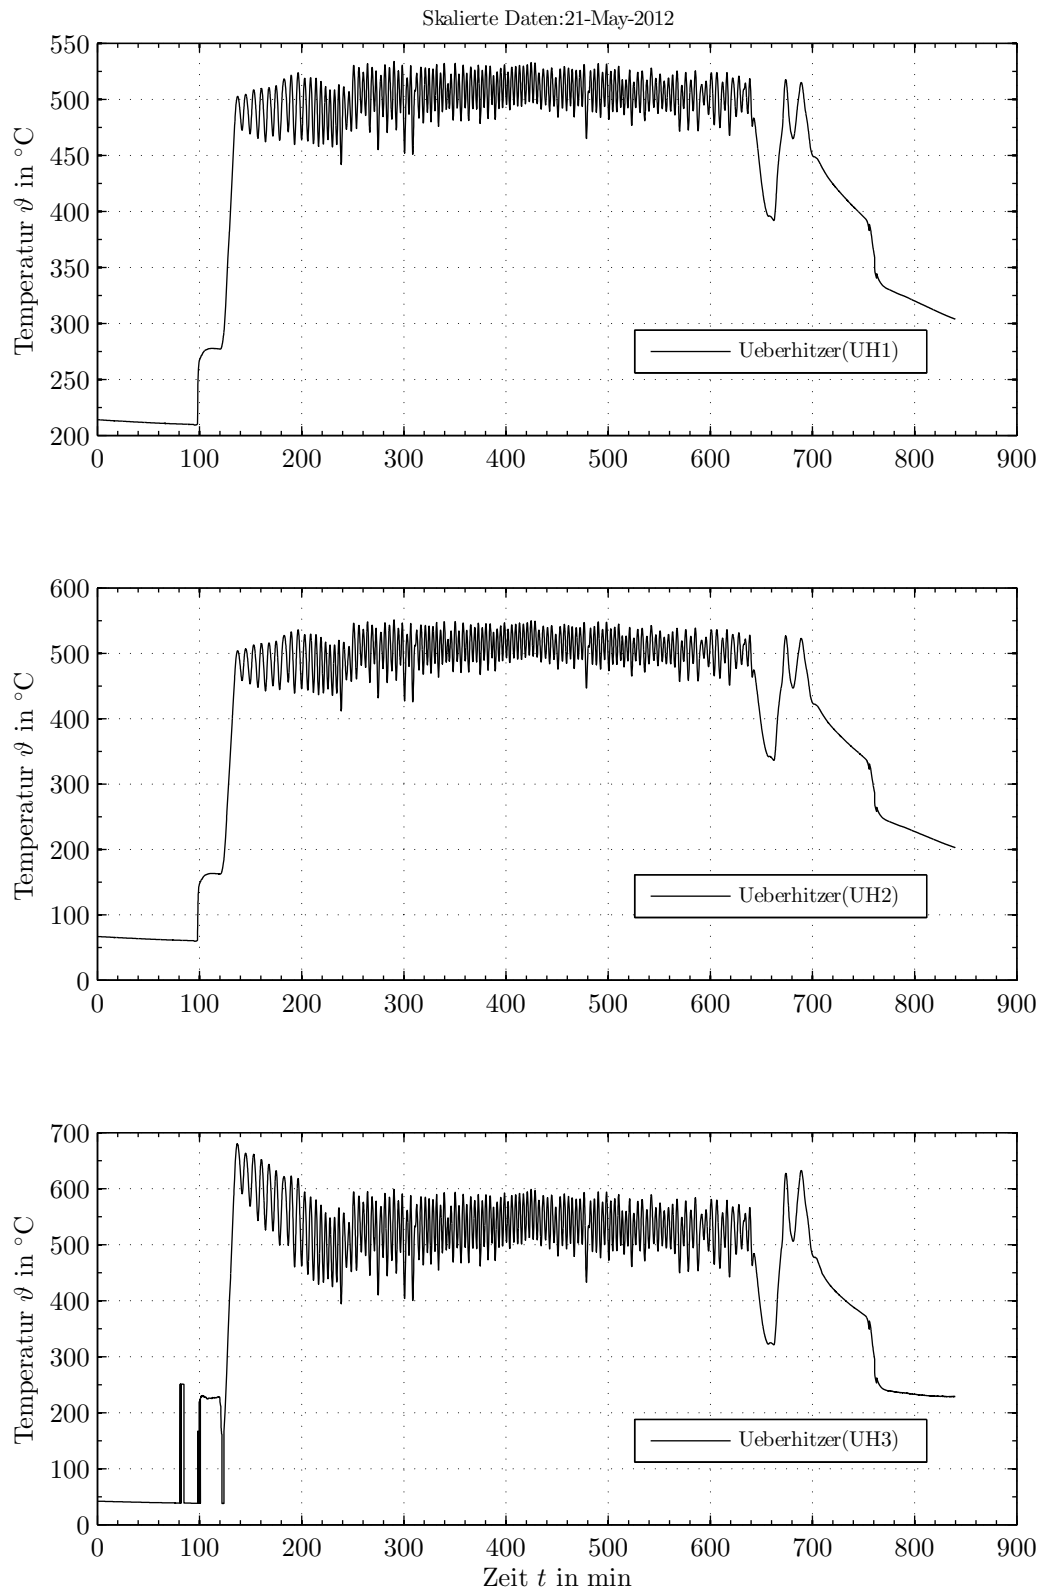 Skalierte Daten:21-May-2012
550
500
450
400
350
300
250
200
Temperatur ϑ in °C
Ueberhitzer(UH1)
0 100 200 300 400 500 600 700 800 900
600
500
400
300
200
100
0
Temperatur ϑ in °C
Ueberhitzer(UH2)
0 100 200 300 400 500 600 700 800 900
700
600
500
400
300
200
100
0
Temperatur ϑ in °C
Ueberhitzer(UH3)
0 100 200 300 400 500 600 700 800 900
Zeit t in min